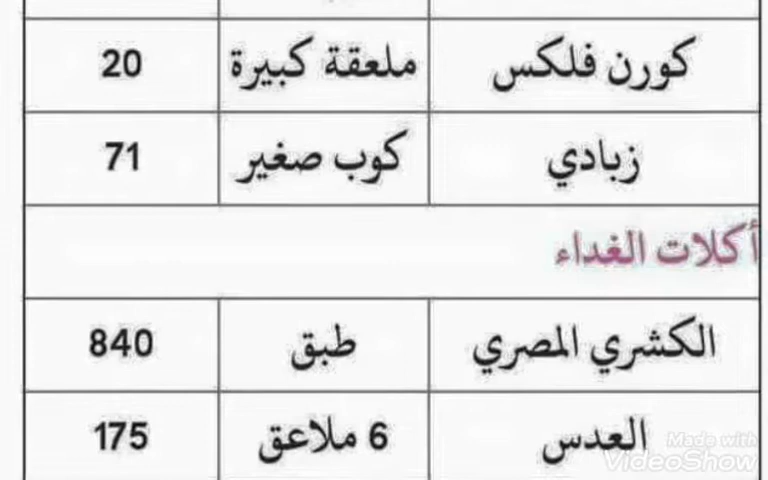 كورن فلكس ملعقة كبيرة 20
زبادي كوب صغير 71
أكلات الغداء
الكشري المصري طبق 840
العدس 6 ملاعق 175
Made with
VideoShow